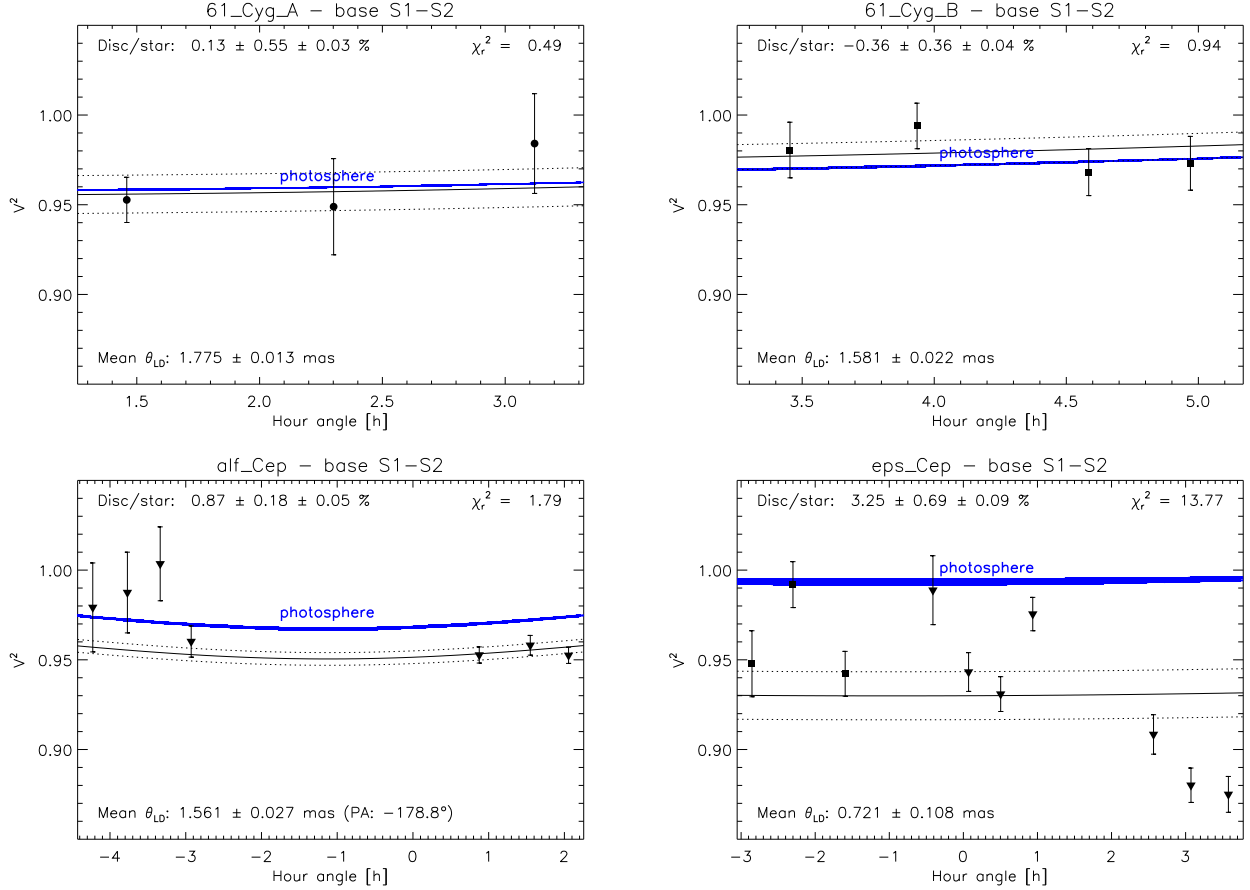 61_Cyg_A – base S1–S2
Disc/star: 0.13 ± 0.55 ± 0.03 % χr² = 0.49
1.00
0.95
0.90
V²
photosphere
Mean θLD: 1.775 ± 0.013 mas
1.5 2.0 2.5 3.0
Hour angle [h]
61_Cyg_B – base S1–S2
Disc/star: –0.36 ± 0.36 ± 0.04 % χr² = 0.94
1.00
0.95
0.90
V²
photosphere
Mean θLD: 1.581 ± 0.022 mas
3.5 4.0 4.5 5.0
Hour angle [h]
alf_Cep – base S1–S2
Disc/star: 0.87 ± 0.18 ± 0.05 % χr² = 1.79
1.00
0.95
0.90
V²
photosphere
Mean θLD: 1.561 ± 0.027 mas (PA: –178.8°)
–4 –3 –2 –1 0 1 2
Hour angle [h]
eps_Cep – base S1–S2
Disc/star: 3.25 ± 0.69 ± 0.09 % χr² = 13.77
1.00
0.95
0.90
V²
photosphere
Mean θLD: 0.721 ± 0.108 mas
–3 –2 –1 0 1 2 3
Hour angle [h]